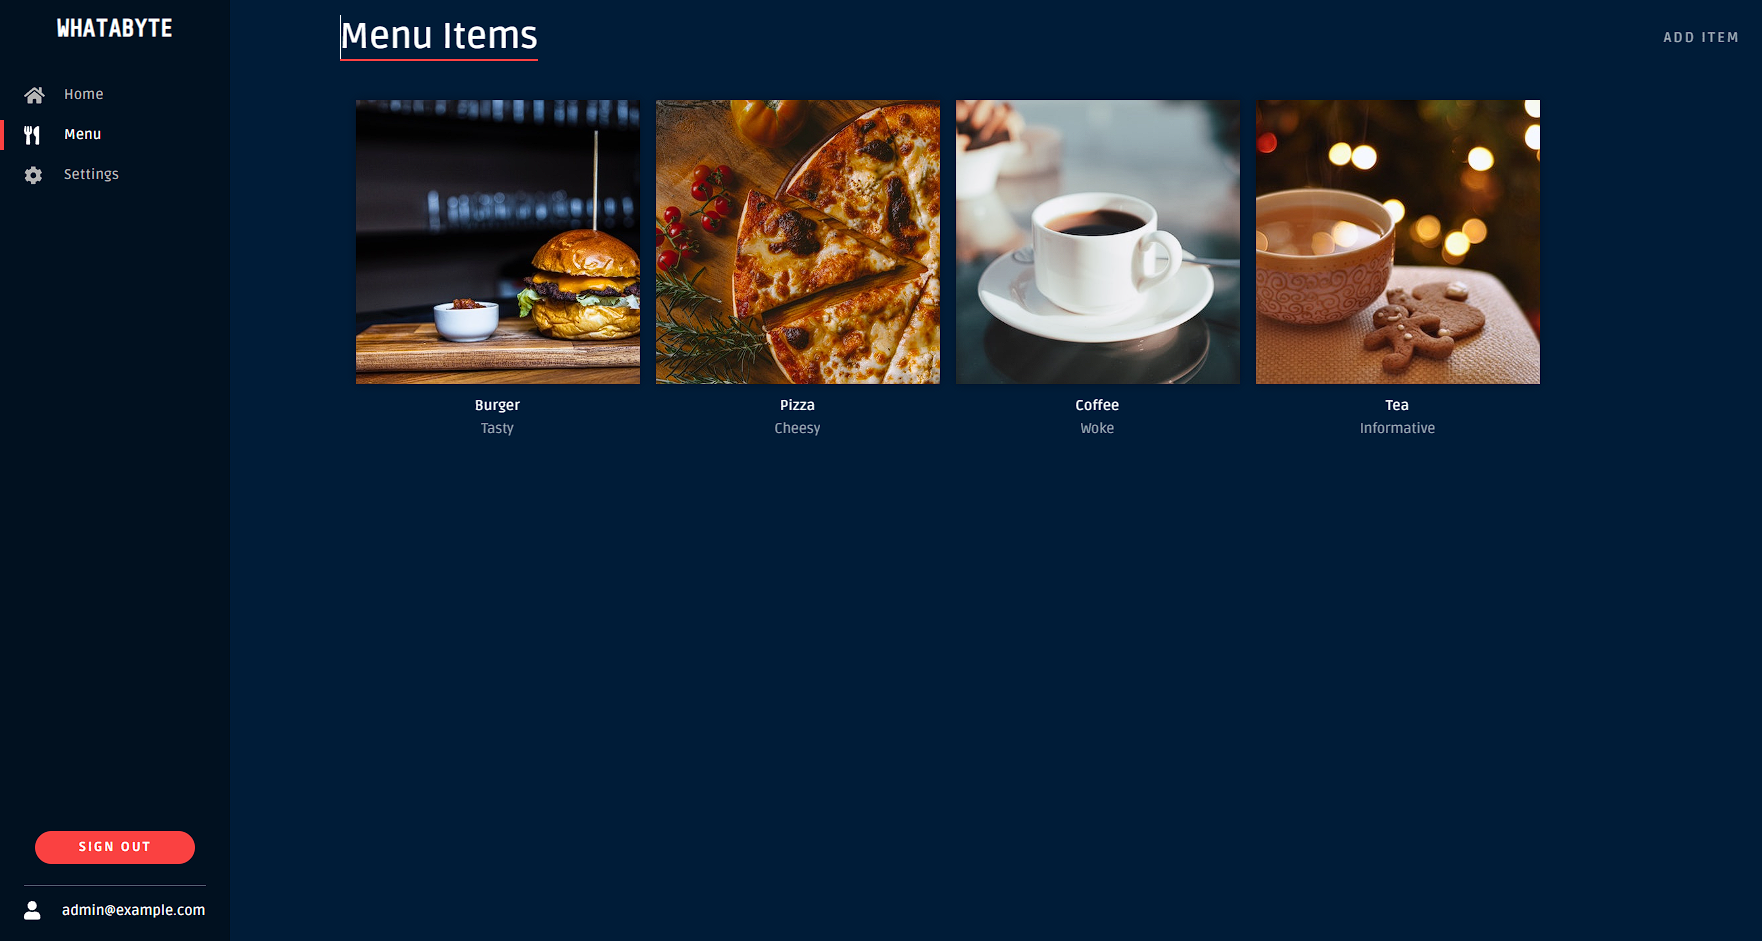 WHATABYTE
Home
Menu
Settings
SIGN OUT
admin@example.com
Menu Items
ADD ITEM
Burger
Tasty
Pizza
Cheesy
Coffee
Woke
Tea
Informative